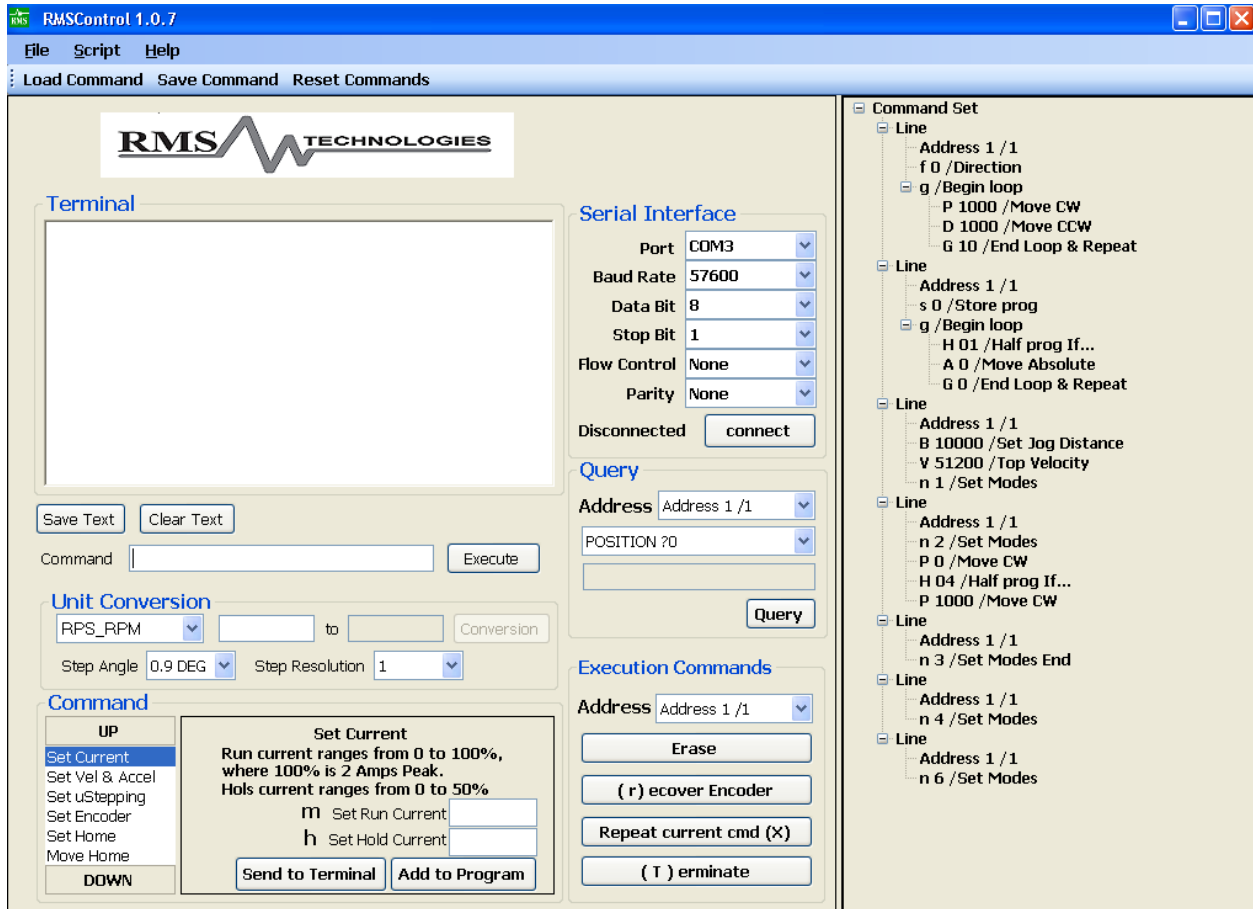 RMS RMSControl 1.0.7
File Script Help
Load Command Save Command Reset Commands
RMS TECHNOLOGIES
Terminal
Save Text Clear Text
Command Execute
Unit Conversion
RPS_RPM to Conversion
Step Angle 0.9 DEG Step Resolution 1
Command
UP
Set Current
Set Vel & Accel
Set uStepping
Set Encoder
Set Home
Move Home
DOWN
Set Current
Run current ranges from 0 to 100%,
where 100% is 2 Amps Peak.
Hols current ranges from 0 to 50%
m Set Run Current
h Set Hold Current
Send to Terminal Add to Program
Serial Interface
Port COM3
Baud Rate 57600
Data Bit 8
Stop Bit 1
Flow Control None
Parity None
Disconnected connect
Query
Address Address 1 /1
POSITION ?0
Query
Execution Commands
Address Address 1 /1
Erase
( r) ecover Encoder
Repeat current cmd (X)
( T ) erminate
Command Set
Line
Address 1 /1
f 0 /Direction
g /Begin loop
P 1000 /Move CW
D 1000 /Move CCW
G 10 /End Loop & Repeat
Line
Address 1 /1
s 0 /Store prog
g /Begin loop
H 01 /Half prog If...
A 0 /Move Absolute
G 0 /End Loop & Repeat
Line
Address 1 /1
B 10000 /Set Jog Distance
V 51200 /Top Velocity
n 1 /Set Modes
Line
Address 1 /1
n 2 /Set Modes
P 0 /Move CW
H 04 /Half prog If...
P 1000 /Move CW
Line
Address 1 /1
n 3 /Set Modes End
Line
Address 1 /1
n 4 /Set Modes
Line
Address 1 /1
n 6 /Set Modes